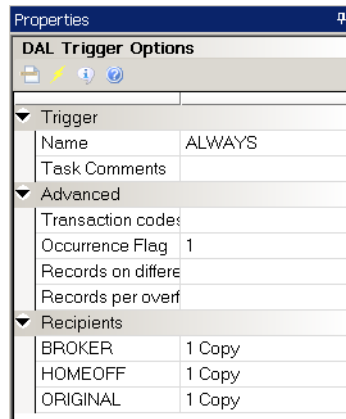 Properties
DAL Trigger Options
Trigger
Name ALWAYS
Task Comments
Advanced
Transaction codes
Occurrence Flag 1
Records on differe
Records per overf
Recipients
BROKER 1 Copy
HOMEOFF 1 Copy
ORIGINAL 1 Copy